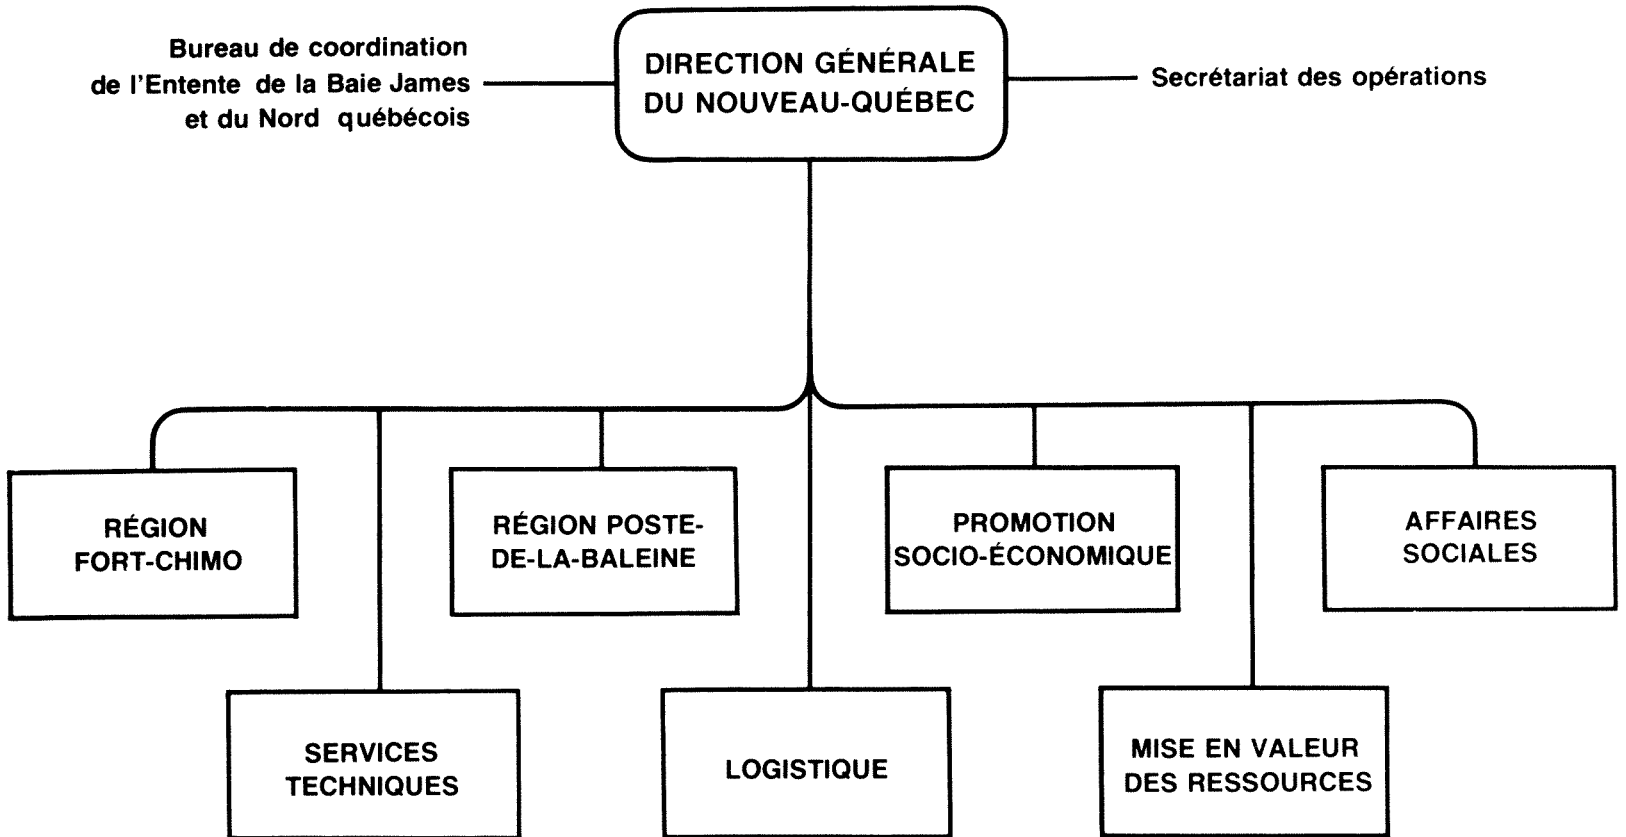 Bureau de coordination
de l'Entente de la Baie James
et du Nord québécois
DIRECTION GÉNÉRALE
DU NOUVEAU-QUÉBEC
Secrétariat des opérations
RÉGION
FORT-CHIMO
RÉGION POSTE-
DE-LA-BALEINE
PROMOTION
SOCIO-ÉCONOMIQUE
AFFAIRES
SOCIALES
SERVICES
TECHNIQUES
LOGISTIQUE
MISE EN VALEUR
DES RESSOURCES